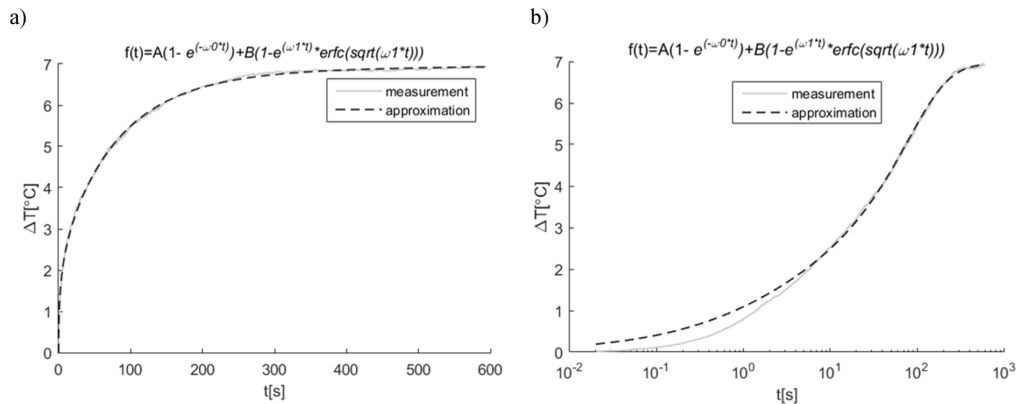 a)
f(t)=A(1- e^(-ω0*t))+B(1-e^(ω1*t)*erfc(sqrt(ω1*t)))
7
6
5
4
3
2
1
0
ΔT[°C]
measurement
approximation
0 100 200 300 400 500 600
t[s]
b)
f(t)=A(1- e^(-ω0*t))+B(1-e^(ω1*t)*erfc(sqrt(ω1*t)))
7
6
5
4
3
2
1
0
ΔT[°C]
measurement
approximation
10^-2 10^-1 10^0 10^1 10^2 10^3
t[s]